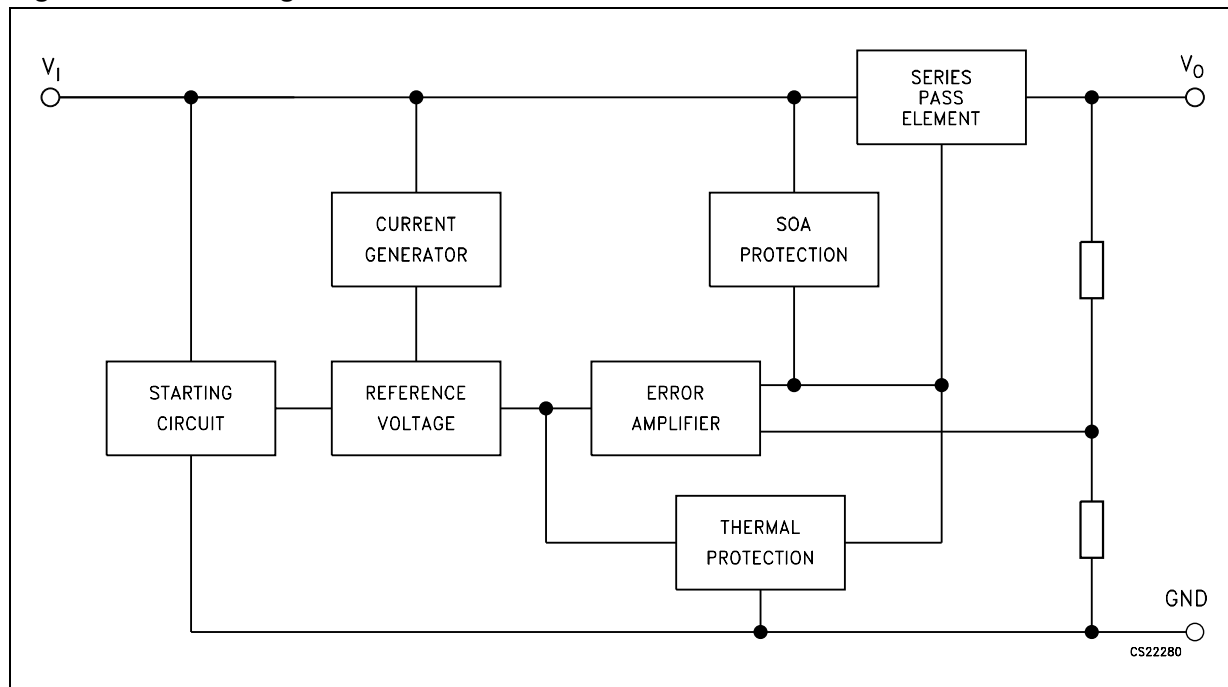 V_I
V_O
SERIES
PASS
ELEMENT
CURRENT
GENERATOR
SOA
PROTECTION
STARTING
CIRCUIT
REFERENCE
VOLTAGE
ERROR
AMPLIFIER
THERMAL
PROTECTION
GND
CS22280